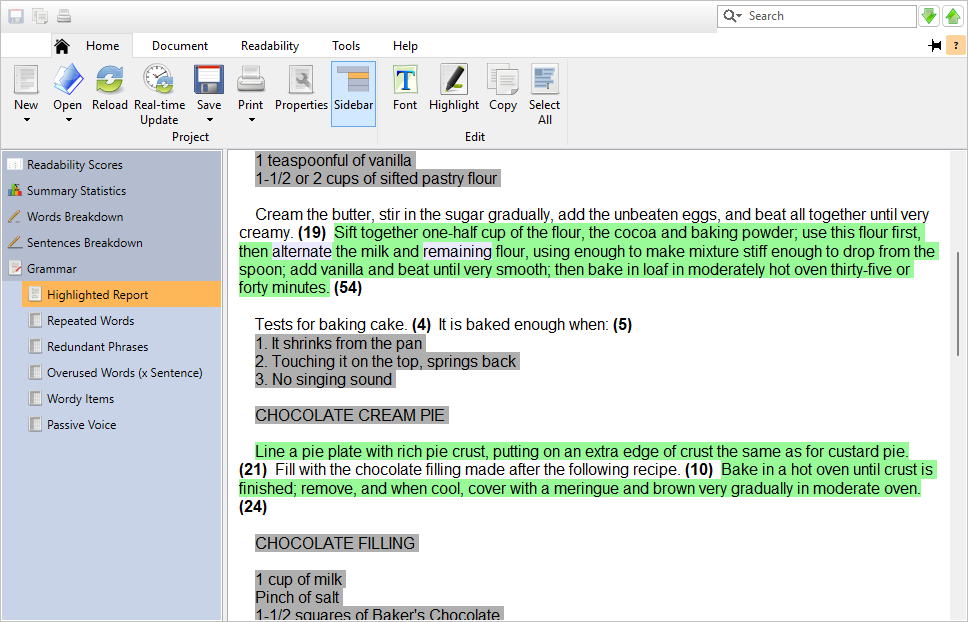 Search
Home Document Readability Tools Help
?
New Open Reload Real-time Update Save Print Properties Sidebar Font Highlight Copy Select All
Project Edit
Readability Scores
Summary Statistics
Words Breakdown
Sentences Breakdown
Grammar
Highlighted Report
Repeated Words
Redundant Phrases
Overused Words (x Sentence)
Wordy Items
Passive Voice
1 teaspoonful of vanilla
1-1/2 or 2 cups of sifted pastry flour
Cream the butter, stir in the sugar gradually, add the unbeaten eggs, and beat all together until very
creamy. (19) Sift together one-half cup of the flour, the cocoa and baking powder; use this flour first,
then alternate the milk and remaining flour, using enough to make mixture stiff enough to drop from the
spoon; add vanilla and beat until very smooth; then bake in loaf in moderately hot oven thirty-five or
forty minutes. (54)
Tests for baking cake. (4) It is baked enough when: (5)
1. It shrinks from the pan
2. Touching it on the top, springs back
3. No singing sound
CHOCOLATE CREAM PIE
Line a pie plate with rich pie crust, putting on an extra edge of crust the same as for custard pie.
(21) Fill with the chocolate filling made after the following recipe. (10) Bake in a hot oven until crust is
finished; remove, and when cool, cover with a meringue and brown very gradually in moderate oven.
(24)
CHOCOLATE FILLING
1 cup of milk
Pinch of salt
1-1/2 squares of Baker's Chocolate